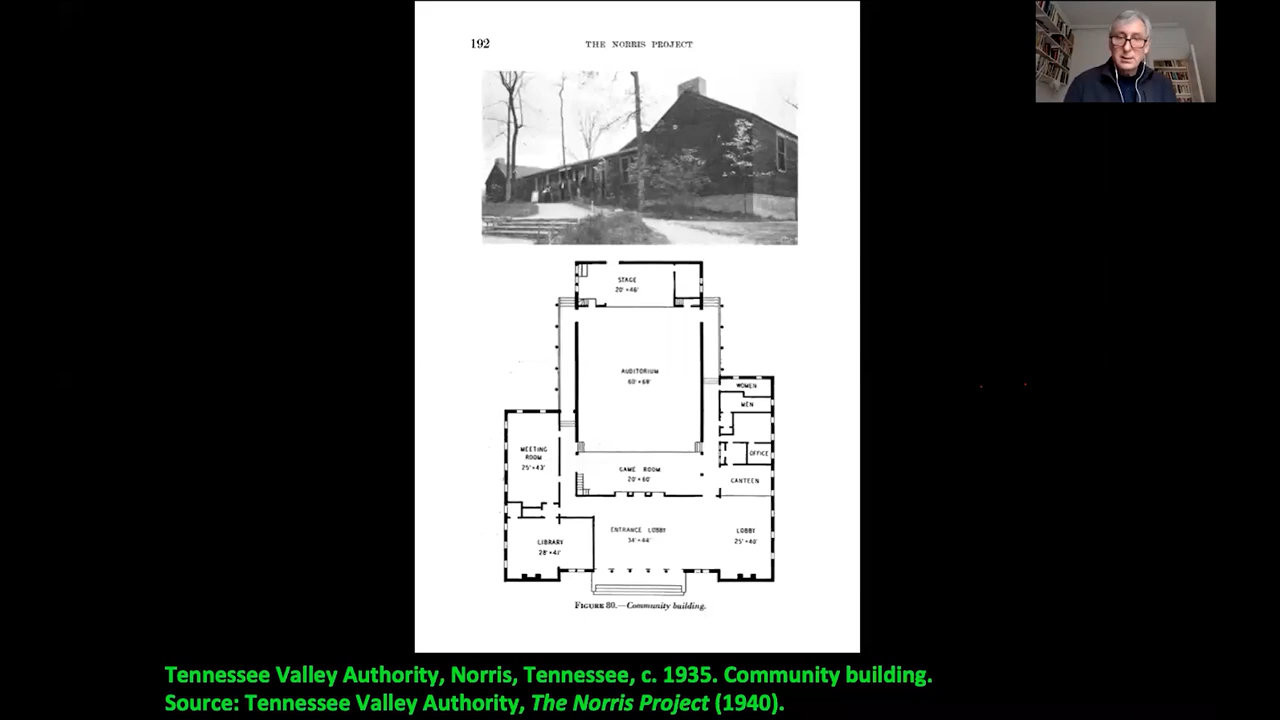 192
THE NORRIS PROJECT
STAGE
20' × 46'
AUDITORIUM
60' × 68'
WOMEN
MEN
MEETING
ROOM
25' × 43'
OFFICE
GAME ROOM
20' × 60'
CANTEEN
ENTRANCE LOBBY
34' × 44'
LOBBY
25' × 40'
LIBRARY
28' × 41'
FIGURE 80.—Community building.
Tennessee Valley Authority, Norris, Tennessee, c. 1935. Community building.
Source: Tennessee Valley Authority, The Norris Project (1940).